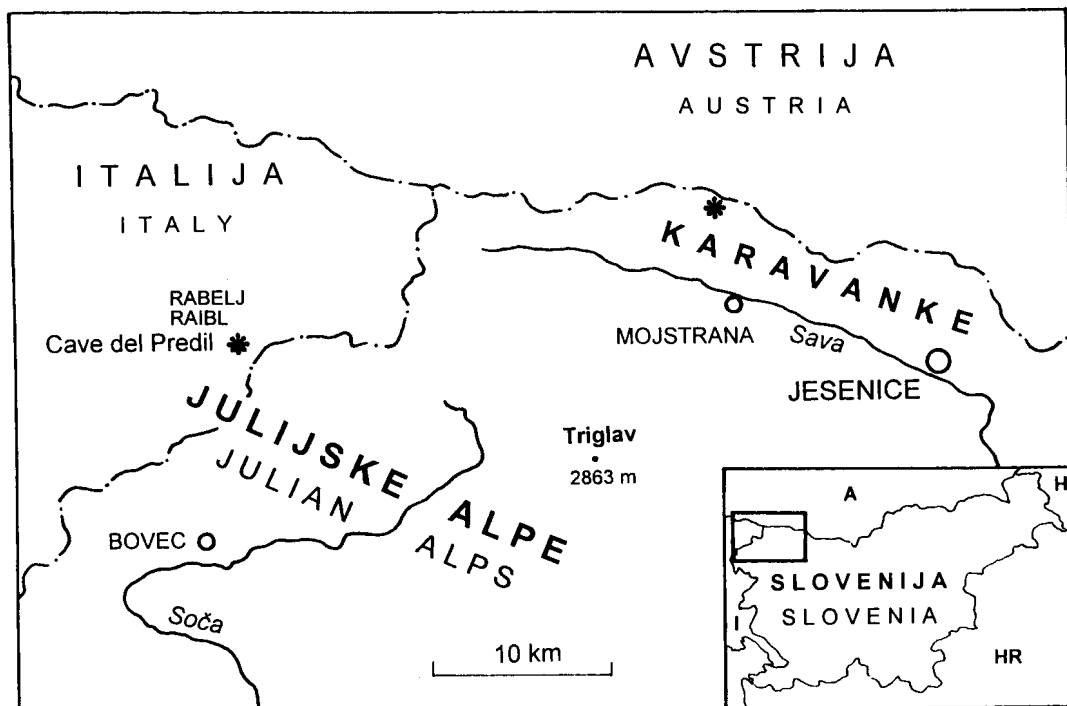 AVSTRIJA
AUSTRIA
ITALIJA
ITALY
KARAVANKE
RABELJ
RAIBL
Cave del Predil
MOJSTRANA
Sava
JESENICE
JULIJSKE ALPE
JULIAN ALPS
Triglav
2863 m
BOVEC
Soča
10 km
A
H
SLOVENIJA
SLOVENIA
I
HR